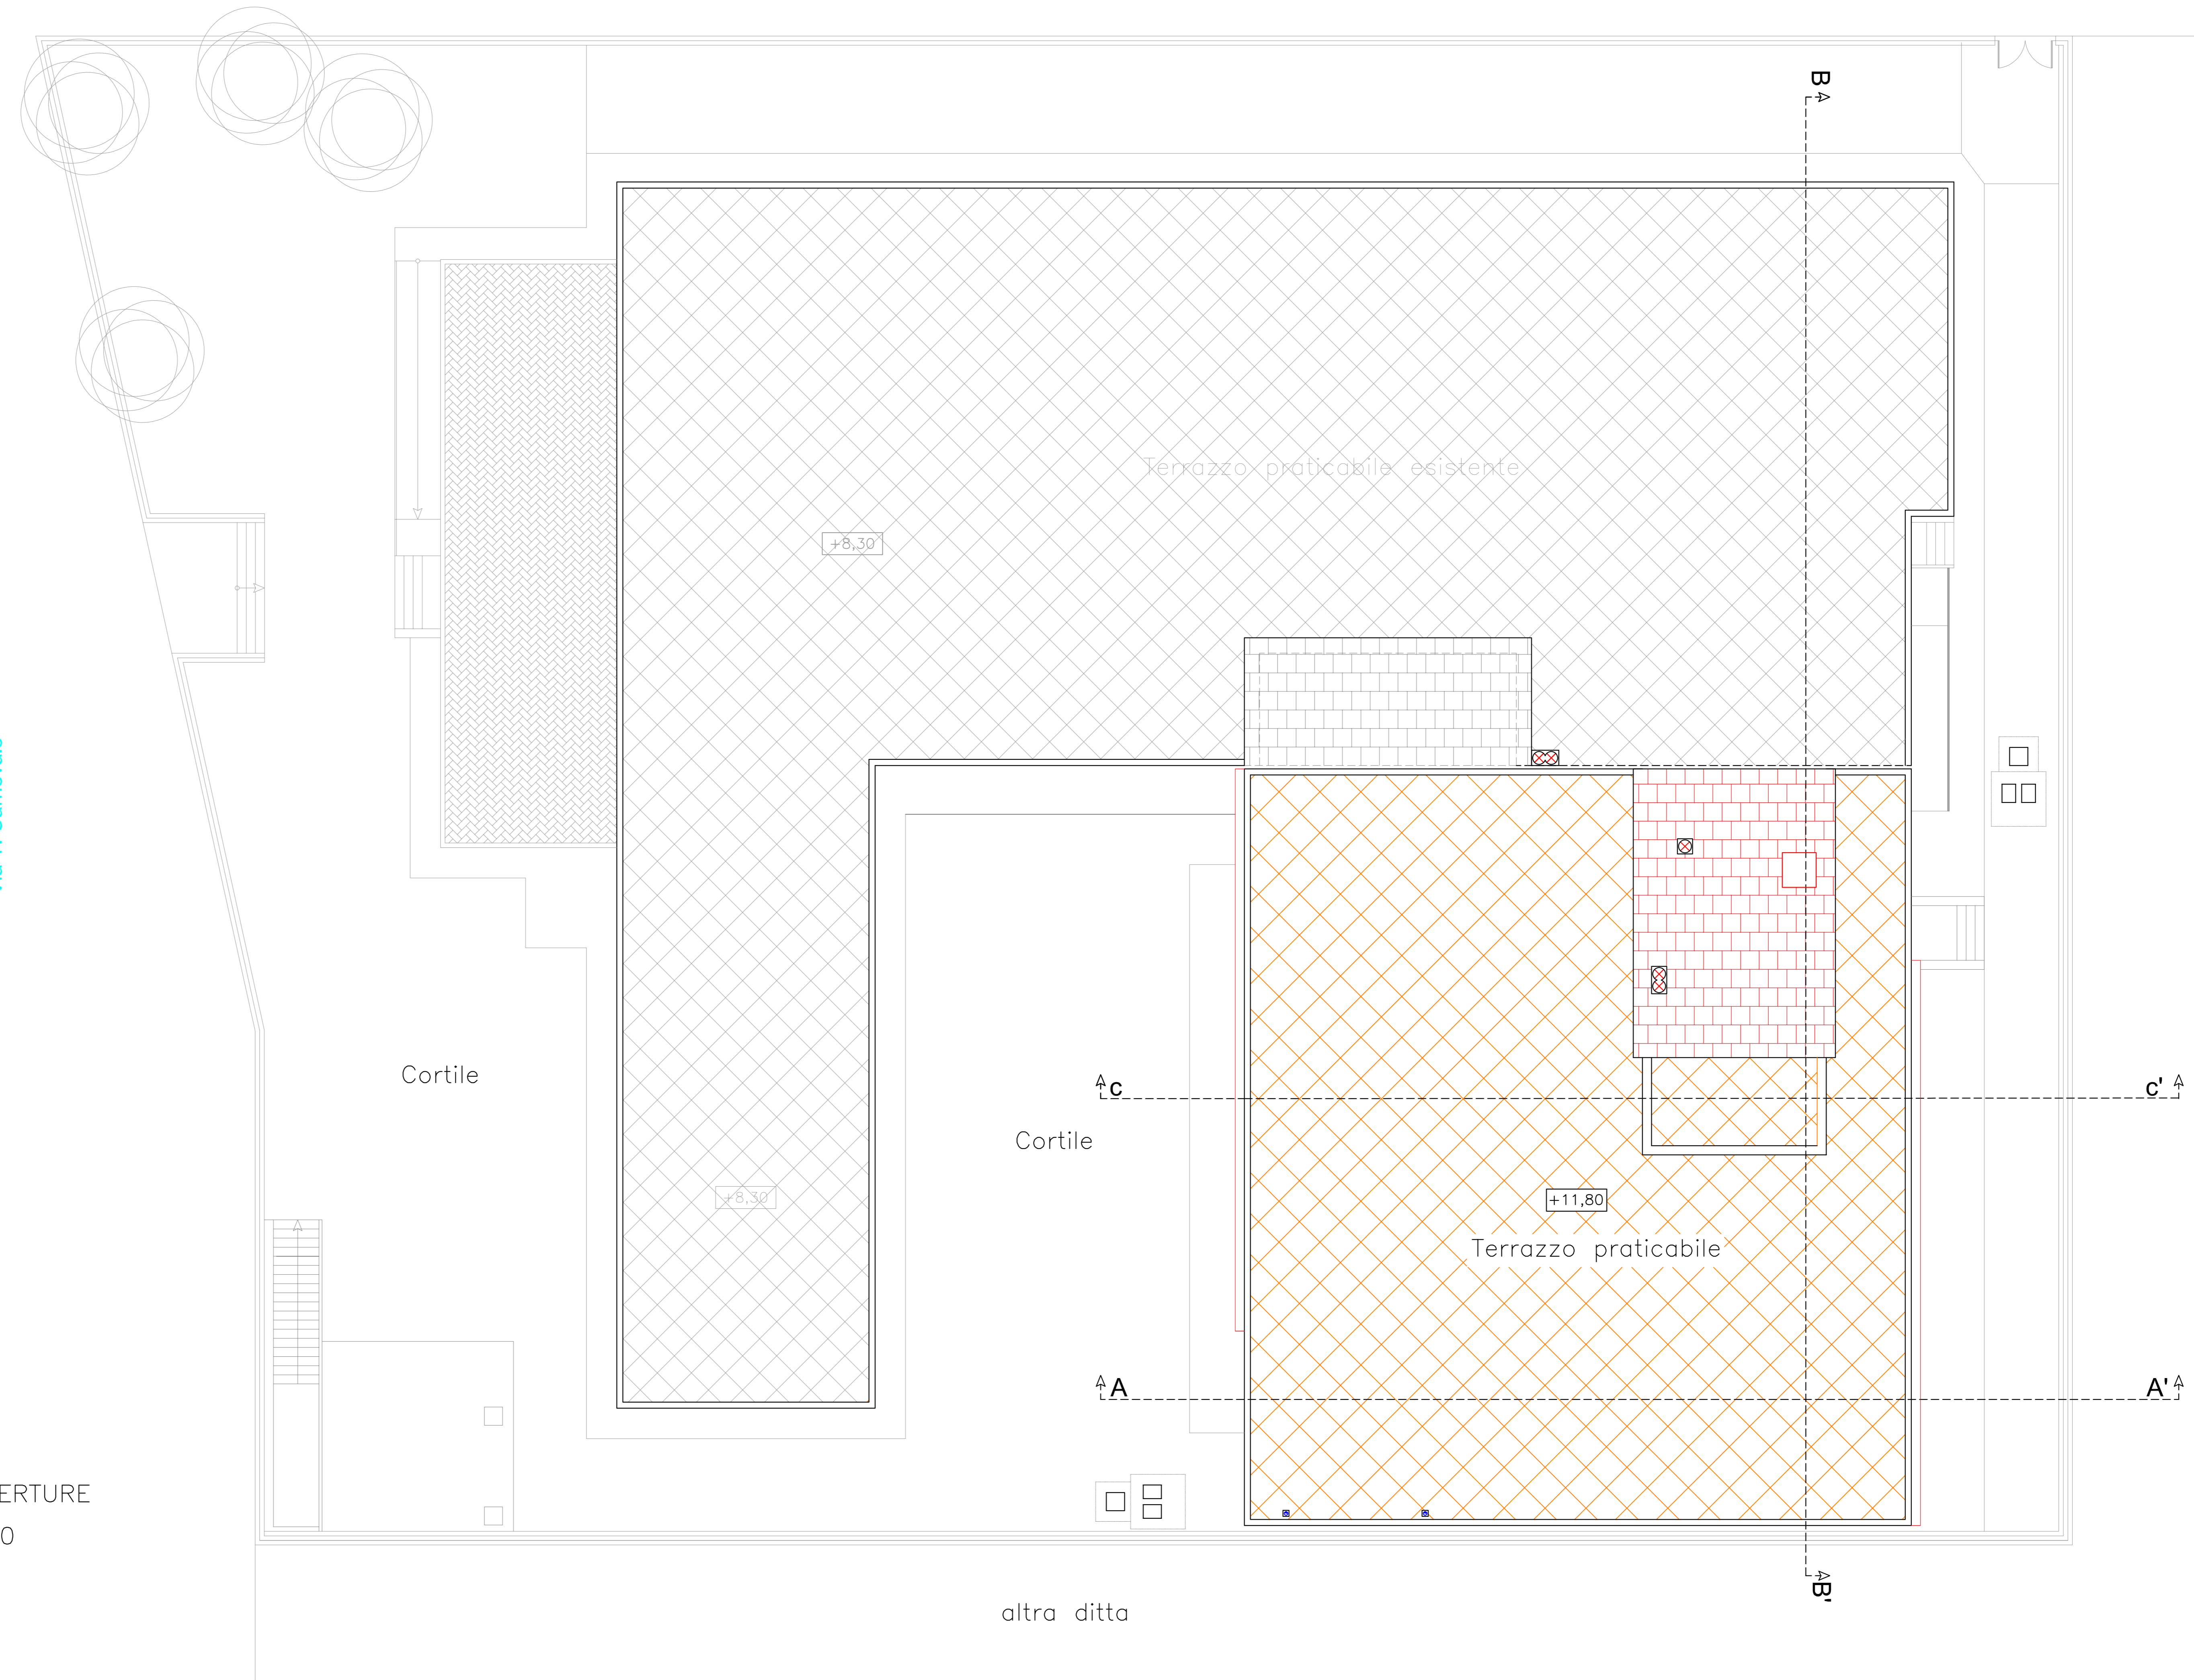 B
Terrazzo praticabile esistente
+8,30
Cortile
c
c'
Cortile
+8,30
+11,80
Terrazzo praticabile
A
A'
ERTURE
0
B'
altra ditta